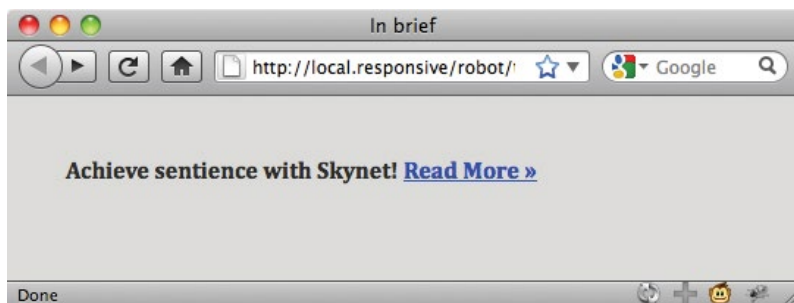 In brief
http://local.responsive/robot/
Google
Achieve sentience with Skynet! Read More »
Done